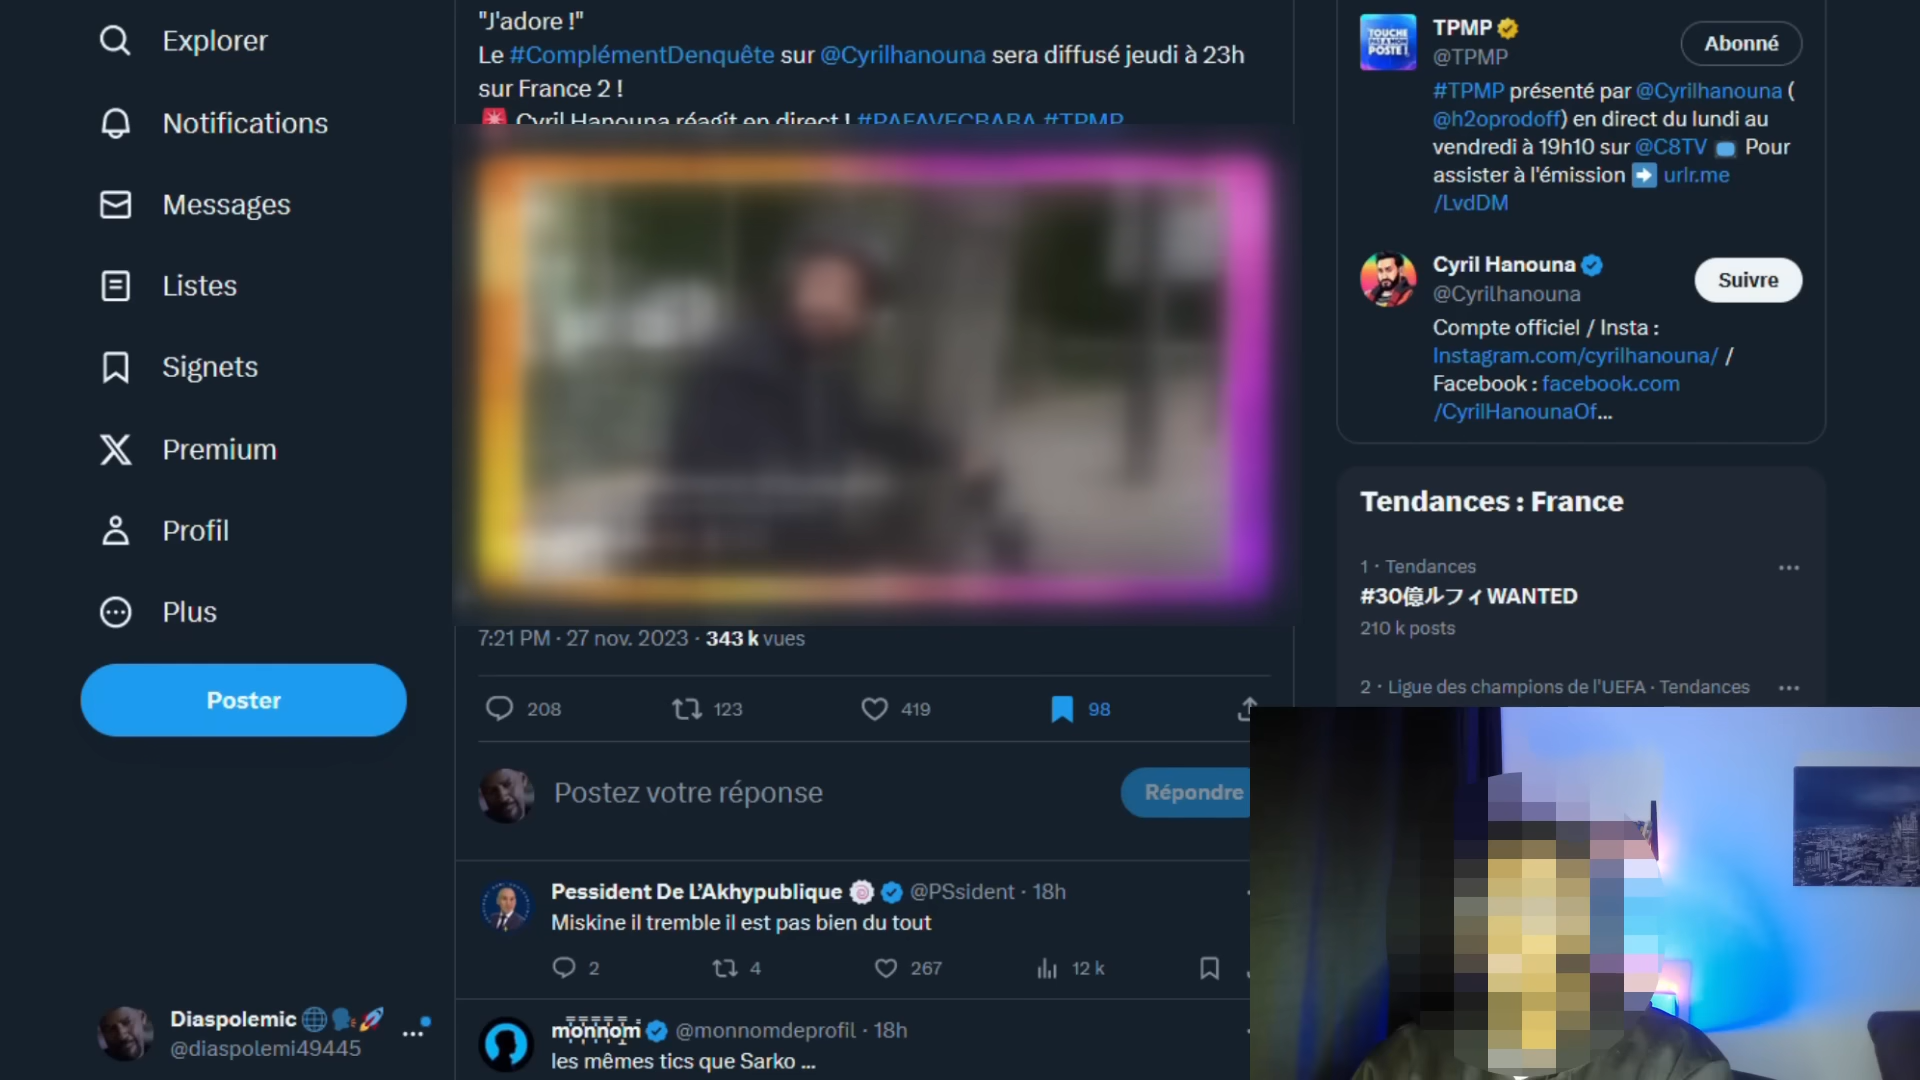 Explorer
Notifications
Messages
Listes
Signets
Premium
Profil
Plus
Poster
Diaspolemic
@diaspolemi49445
"J'adore !"
Le #ComplémentDenquête sur @Cyrilhanouna sera diffusé jeudi à 23h
sur France 2 !
Cyril Hanouna réagit en direct ! #PAFAVECBABA #TPMP
7:21 PM · 27 nov. 2023 · 343 k vues
208 123 419 98
Postez votre réponse
Répondre
Pessident De L'Akhypublique @PSsident · 18h
Miskine il tremble il est pas bien du tout
2 4 267 12 k
monnom @monnomdeprofil · 18h
les mêmes tics que Sarko ...
TOUCHE PAS À MON POSTE !
TPMP
@TPMP
Abonné
#TPMP présenté par @Cyrilhanouna (
@h2oprodoff) en direct du lundi au
vendredi à 19h10 sur @C8TV Pour
assister à l'émission ➡ urlr.me
/LvdDM
Cyril Hanouna
@Cyrilhanouna
Suivre
Compte officiel / Insta :
Instagram.com/cyrilhanouna/ /
Facebook : facebook.com
/CyrilHanounaOf...
Tendances : France
1 · Tendances
#30億ルフィWANTED
210 k posts
2 · Ligue des champions de l'UEFA · Tendances